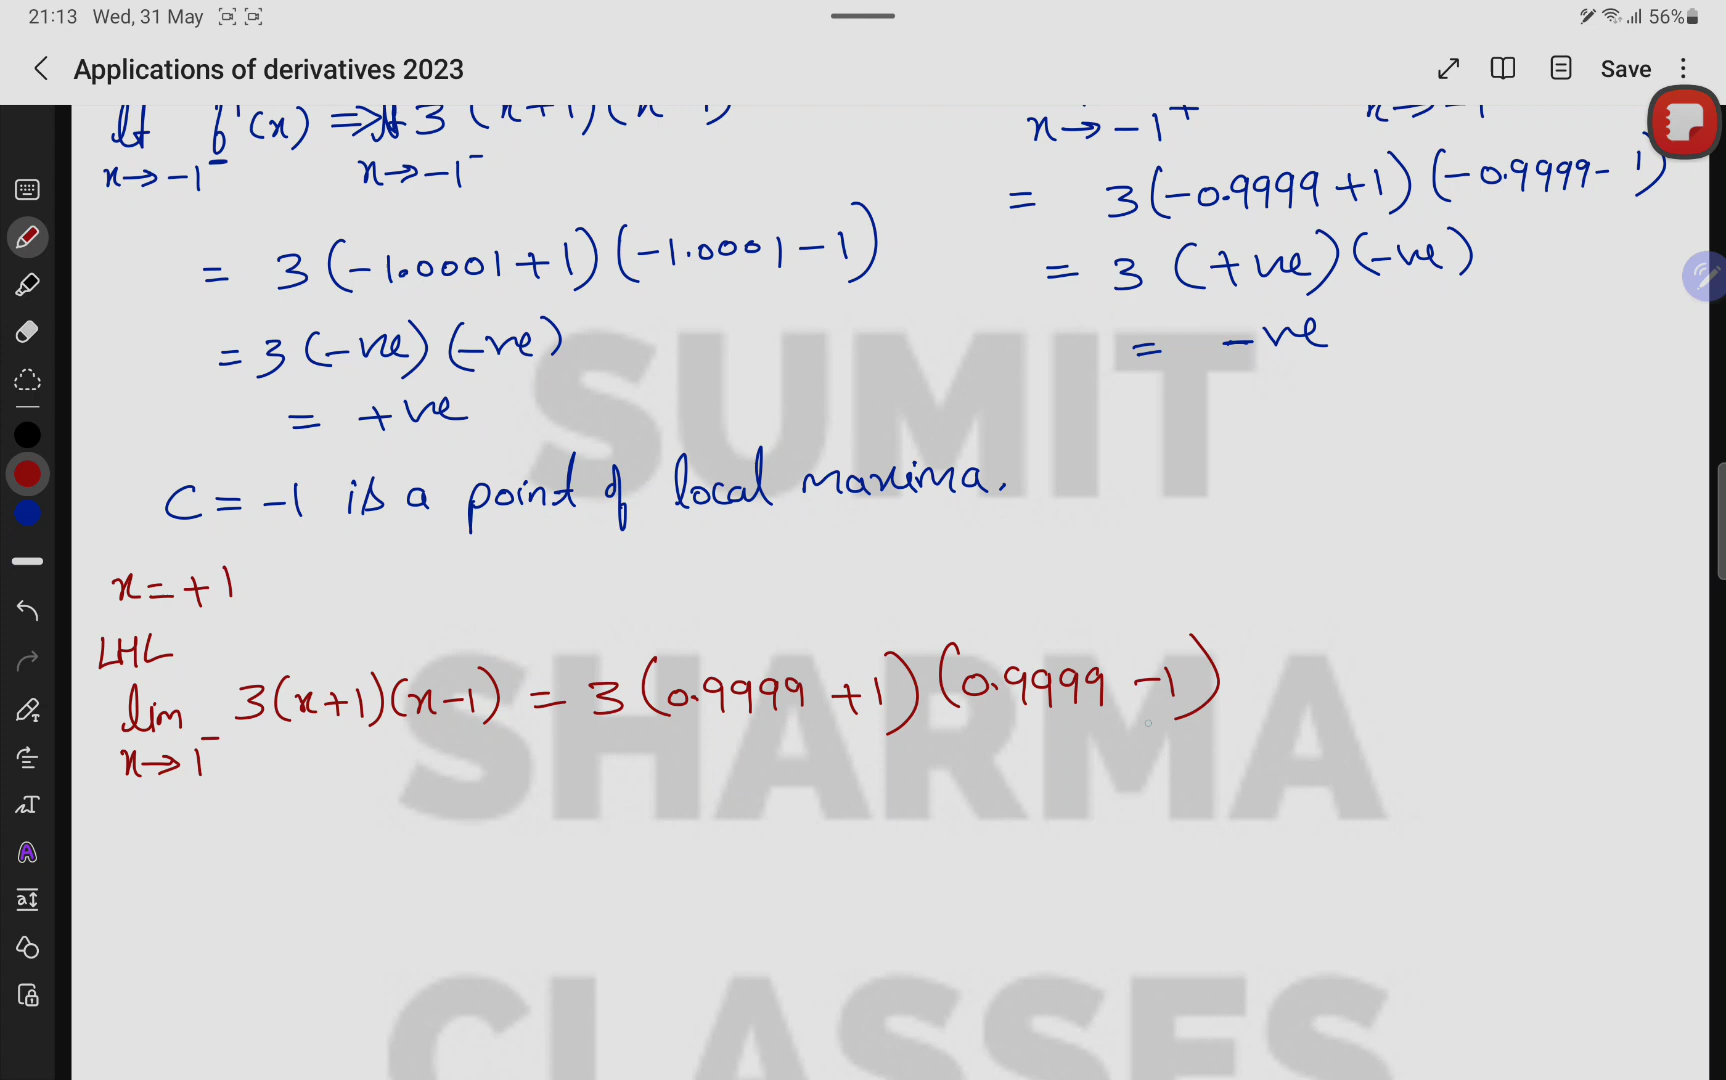 21:13 Wed, 31 May 56%
Applications of derivatives 2023 Save
lt f'(x) => lt 3(x+1)(x-1)
x→-1⁻ x→-1⁻
= 3(-1.0001+1)(-1.0001-1)
= 3(-ve)(-ve)
= +ve
x→-1⁺ x→-1
= 3(-0.9999+1)(-0.9999-1)
= 3(+ve)(-ve)
= -ve
C = -1 is a point of local maxima.
x = +1
LHL
lim 3(x+1)(x-1) = 3(0.9999+1)(0.9999-1)
x→1⁻
SUMIT
SHARMA
CLASSES